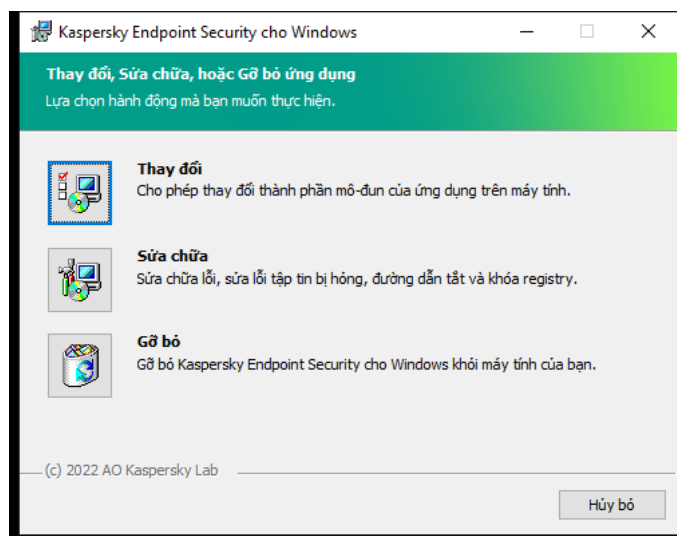 Kaspersky Endpoint Security cho Windows
Thay đổi, Sửa chữa, hoặc Gỡ bỏ ứng dụng
Lựa chọn hành động mà bạn muốn thực hiện.
Thay đổi
Cho phép thay đổi thành phần mô-đun của ứng dụng trên máy tính.
Sửa chữa
Sửa chữa lỗi, sửa lỗi tập tin bị hỏng, đường dẫn tắt và khóa registry.
Gỡ bỏ
Gỡ bỏ Kaspersky Endpoint Security cho Windows khỏi máy tính của bạn.
(c) 2022 AO Kaspersky Lab
Hủy bỏ